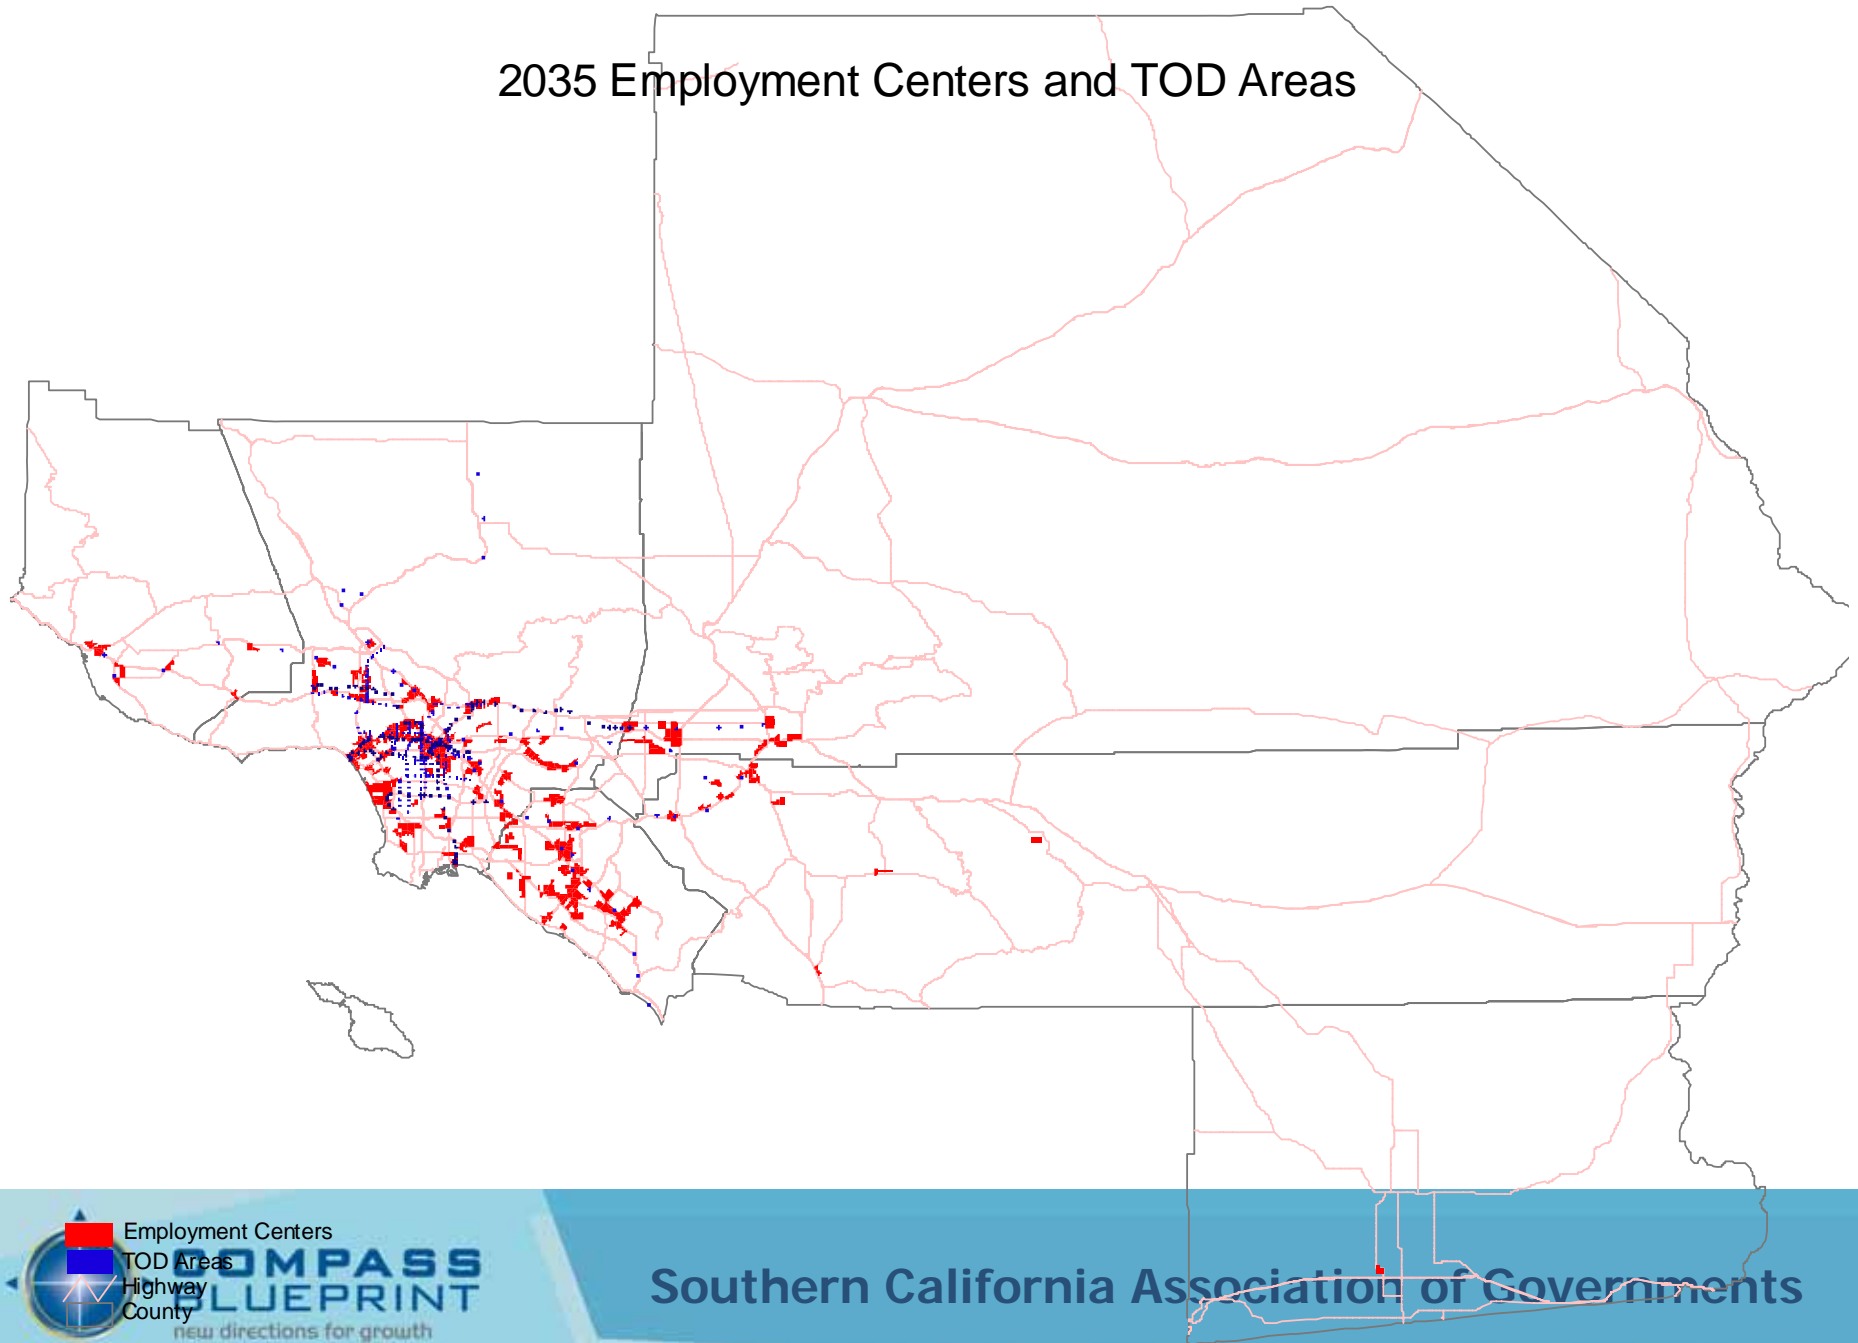 2035 Employment Centers and TOD Areas
Employment Centers
TOD Areas
Highway
County
COMPASS
BLUEPRINT
new directions for growth
Southern California Association of Governments